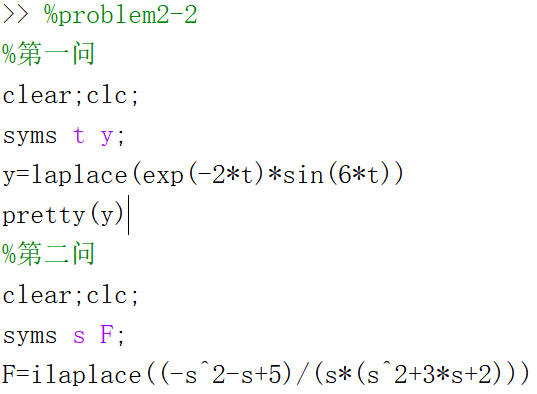 >> %problem2-2
%第一问
clear;clc;
syms t y;
y=laplace(exp(-2*t)*sin(6*t))
pretty(y)
%第二问
clear;clc;
syms s F;
F=ilaplace((-s^2-s+5)/(s*(s^2+3*s+2)))